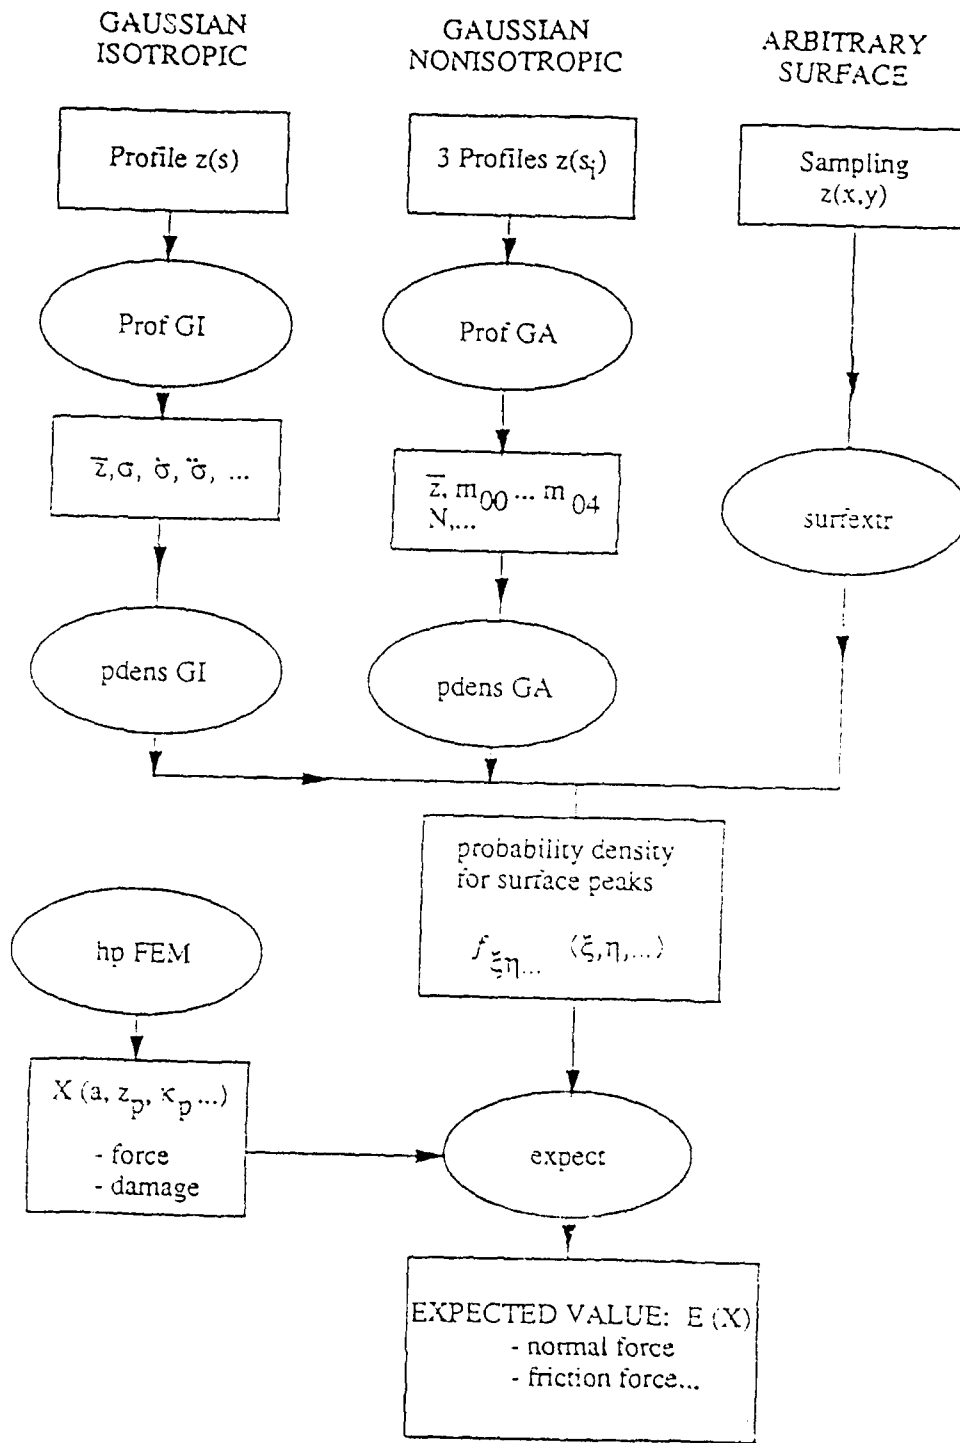 GAUSSIAN
ISOTROPIC
GAUSSIAN
NONISOTROPIC
ARBITRARY
SURFACE
Profile z(s)
3 Profiles z(s_i)
Sampling
z(x,y)
Prof GI
Prof GA
z̅, σ, σ̇, σ̈, ...
z̅, m_00 ... m_04
N,...
surfextr
pdens GI
pdens GA
probability density
for surface peaks
f_ξη... (ξ,η,...)
hp FEM
X (a, z_p, κ_p ...)
- force
- damage
expect
EXPECTED VALUE: E (X)
- normal force
- friction force...